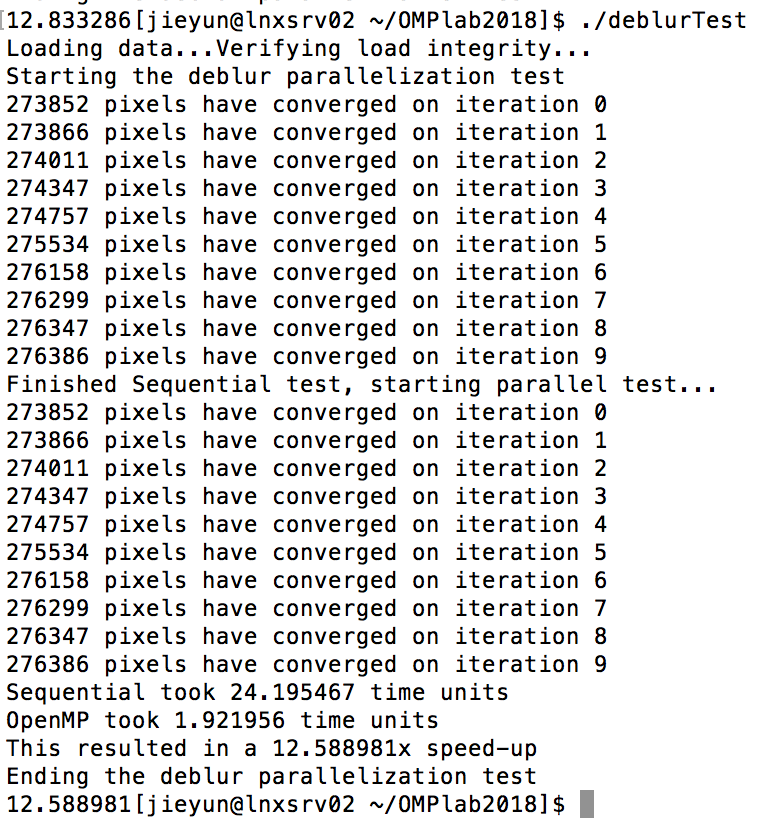 [12.833286[jieyun@lnxsrv02 ~/OMPlab2018]$ ./deblurTest
Loading data...Verifying load integrity...
Starting the deblur parallelization test
273852 pixels have converged on iteration 0
273866 pixels have converged on iteration 1
274011 pixels have converged on iteration 2
274347 pixels have converged on iteration 3
274757 pixels have converged on iteration 4
275534 pixels have converged on iteration 5
276158 pixels have converged on iteration 6
276299 pixels have converged on iteration 7
276347 pixels have converged on iteration 8
276386 pixels have converged on iteration 9
Finished Sequential test, starting parallel test...
273852 pixels have converged on iteration 0
273866 pixels have converged on iteration 1
274011 pixels have converged on iteration 2
274347 pixels have converged on iteration 3
274757 pixels have converged on iteration 4
275534 pixels have converged on iteration 5
276158 pixels have converged on iteration 6
276299 pixels have converged on iteration 7
276347 pixels have converged on iteration 8
276386 pixels have converged on iteration 9
Sequential took 24.195467 time units
OpenMP took 1.921956 time units
This resulted in a 12.588981x speed-up
Ending the deblur parallelization test
12.588981[jieyun@lnxsrv02 ~/OMPlab2018]$